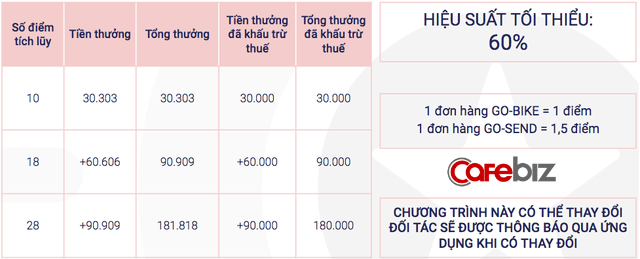 Số điểm tích lũy
Tiền thưởng
Tổng thưởng
Tiền thưởng đã khấu trừ thuế
Tổng thưởng đã khấu trừ thuế
10 30.303 30.303 30.000 30.000
18 +60.606 90.909 +60.000 90.000
28 +90.909 181.818 +90.000 180.000
HIỆU SUẤT TỐI THIỂU:
60%
1 đơn hàng GO-BIKE = 1 điểm
1 đơn hàng GO-SEND = 1,5 điểm
CafeBiz
CHƯƠNG TRÌNH NÀY CÓ THỂ THAY ĐỔI
ĐỐI TÁC SẼ ĐƯỢC THÔNG BÁO QUA ỨNG
DỤNG KHI CÓ THAY ĐỔI